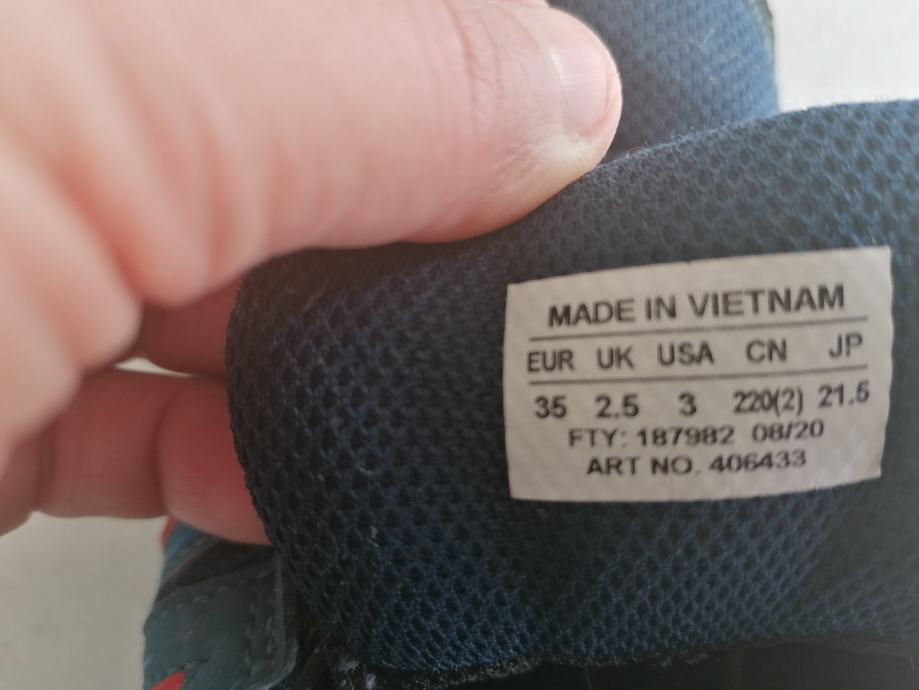 MADE IN VIETNAM
EUR UK USA CN JP
35 2.5 3 220(2) 21.5
FTY: 187982 08/20
ART NO. 406433